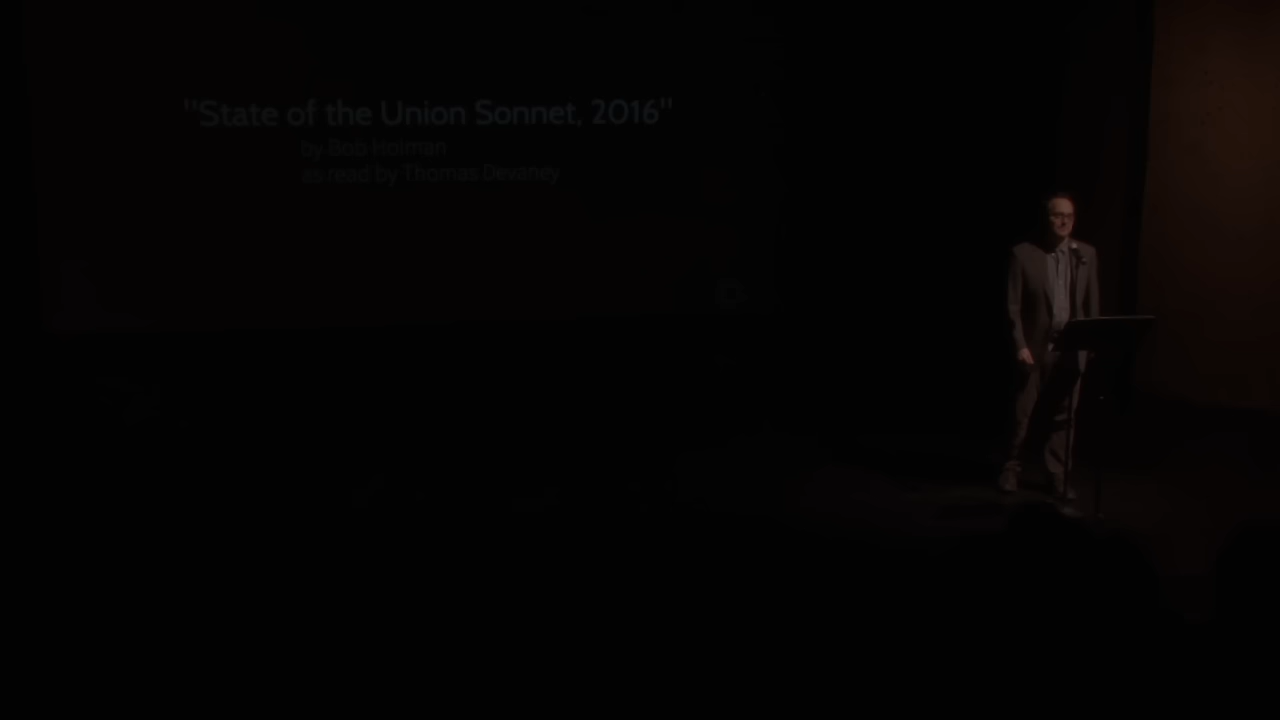 "State of the Union Sonnet, 2016"
by Bob Holman
as read by Thomas Devaney